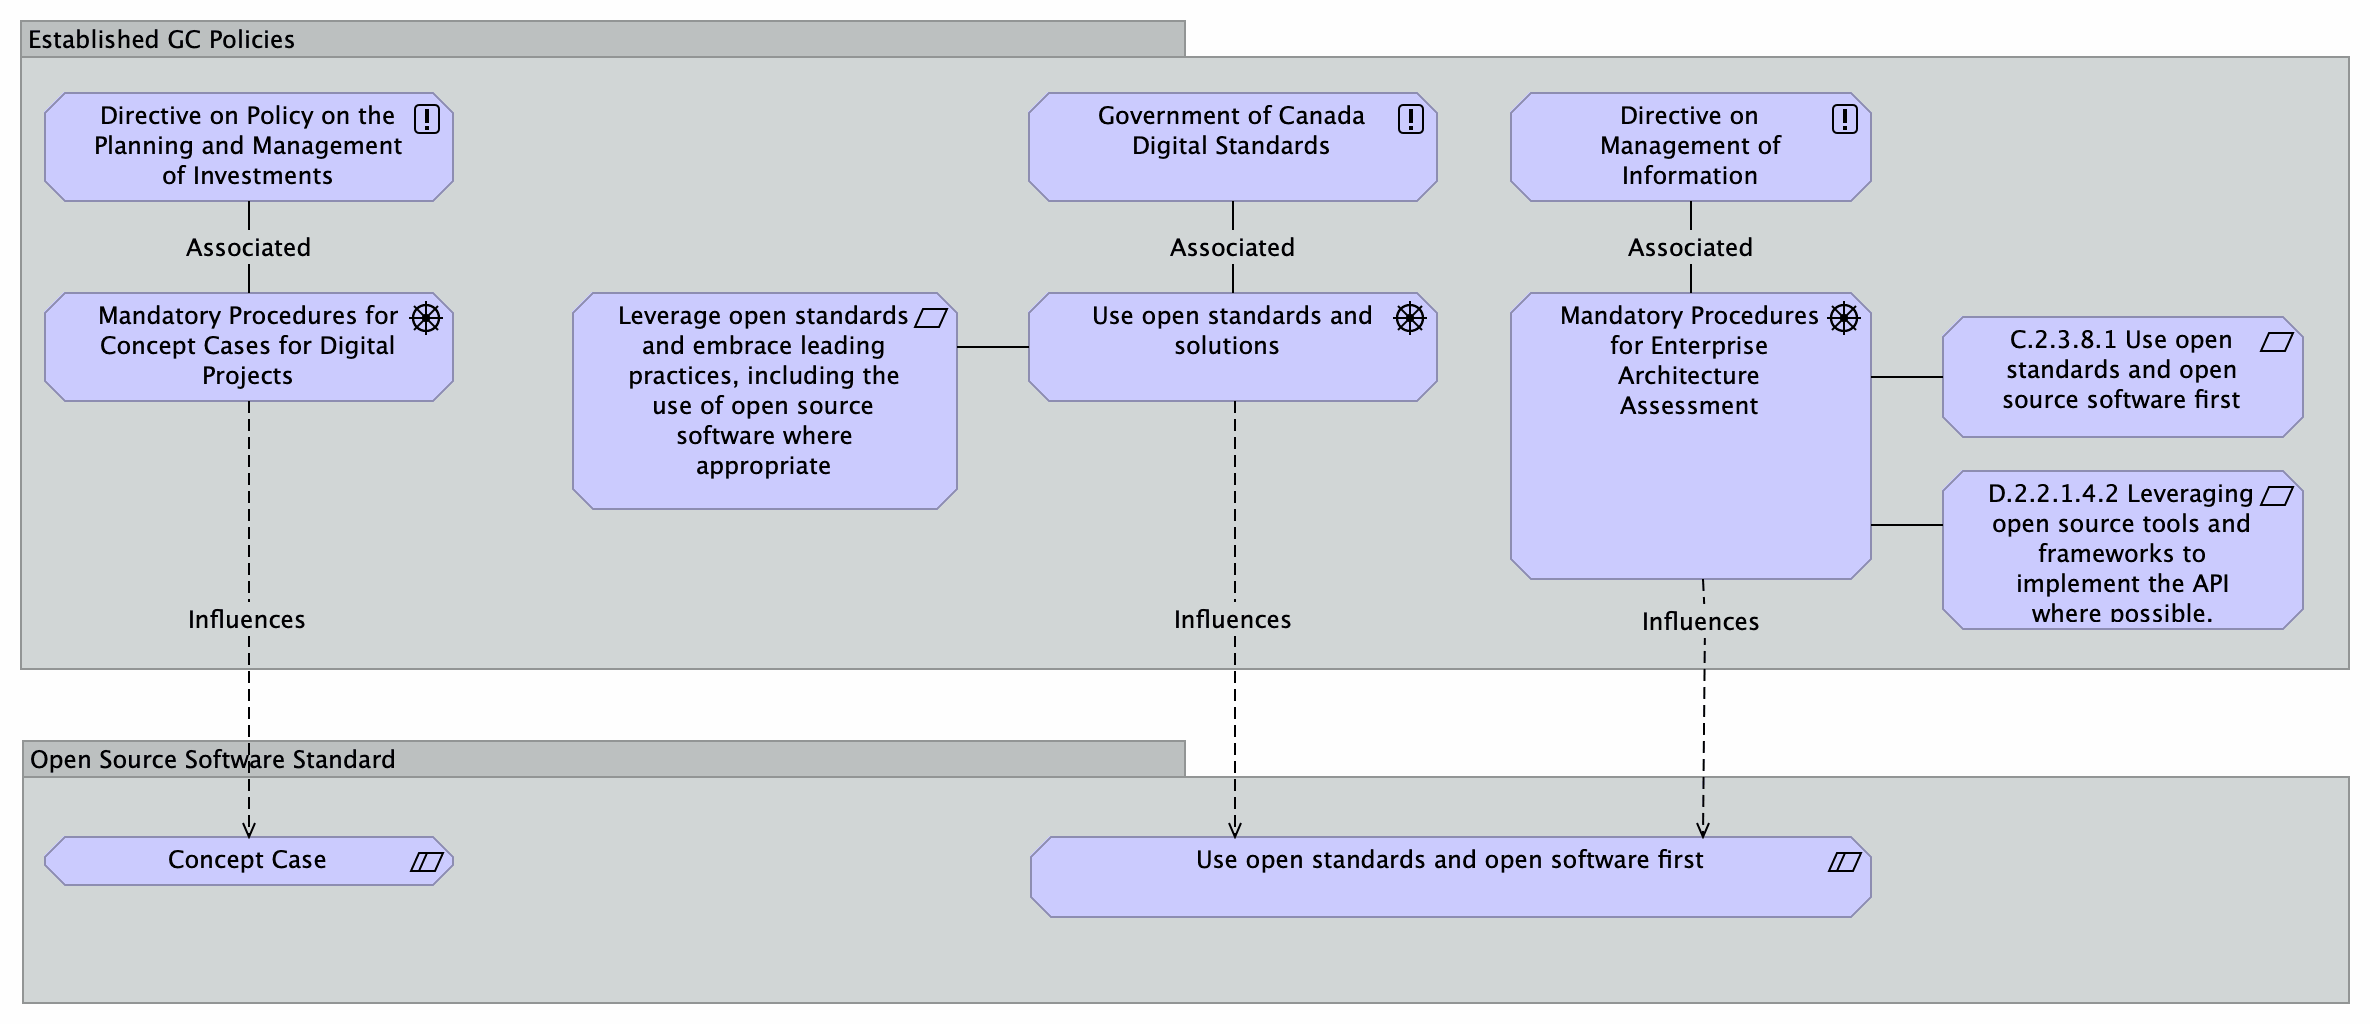 Established GC Policies
Directive on Policy on the
Planning and Management
of Investments
Government of Canada
Digital Standards
Directive on
Management of
Information
Associated
Associated
Associated
Mandatory Procedures for
Concept Cases for Digital
Projects
Leverage open standards
and embrace leading
practices, including the
use of open source
software where
appropriate
Use open standards and
solutions
Mandatory Procedures
for Enterprise
Architecture
Assessment
C.2.3.8.1 Use open
standards and open
source software first
D.2.2.1.4.2 Leveraging
open source tools and
frameworks to
implement the API
where possible.
Influences
Influences
Influences
Open Source Software Standard
Concept Case
Use open standards and open software first